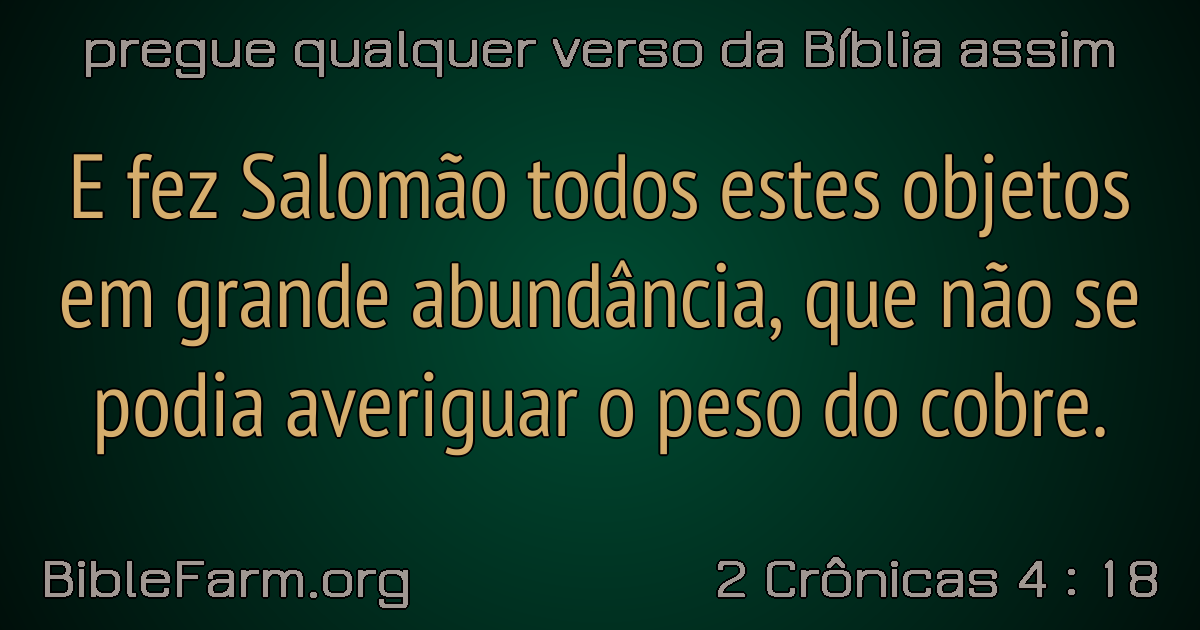 pregue qualquer verso da Bíblia assim
E fez Salomão todos estes objetos
em grande abundância, que não se
podia averiguar o peso do cobre.
BibleFarm.org
2 Crônicas 4 : 18